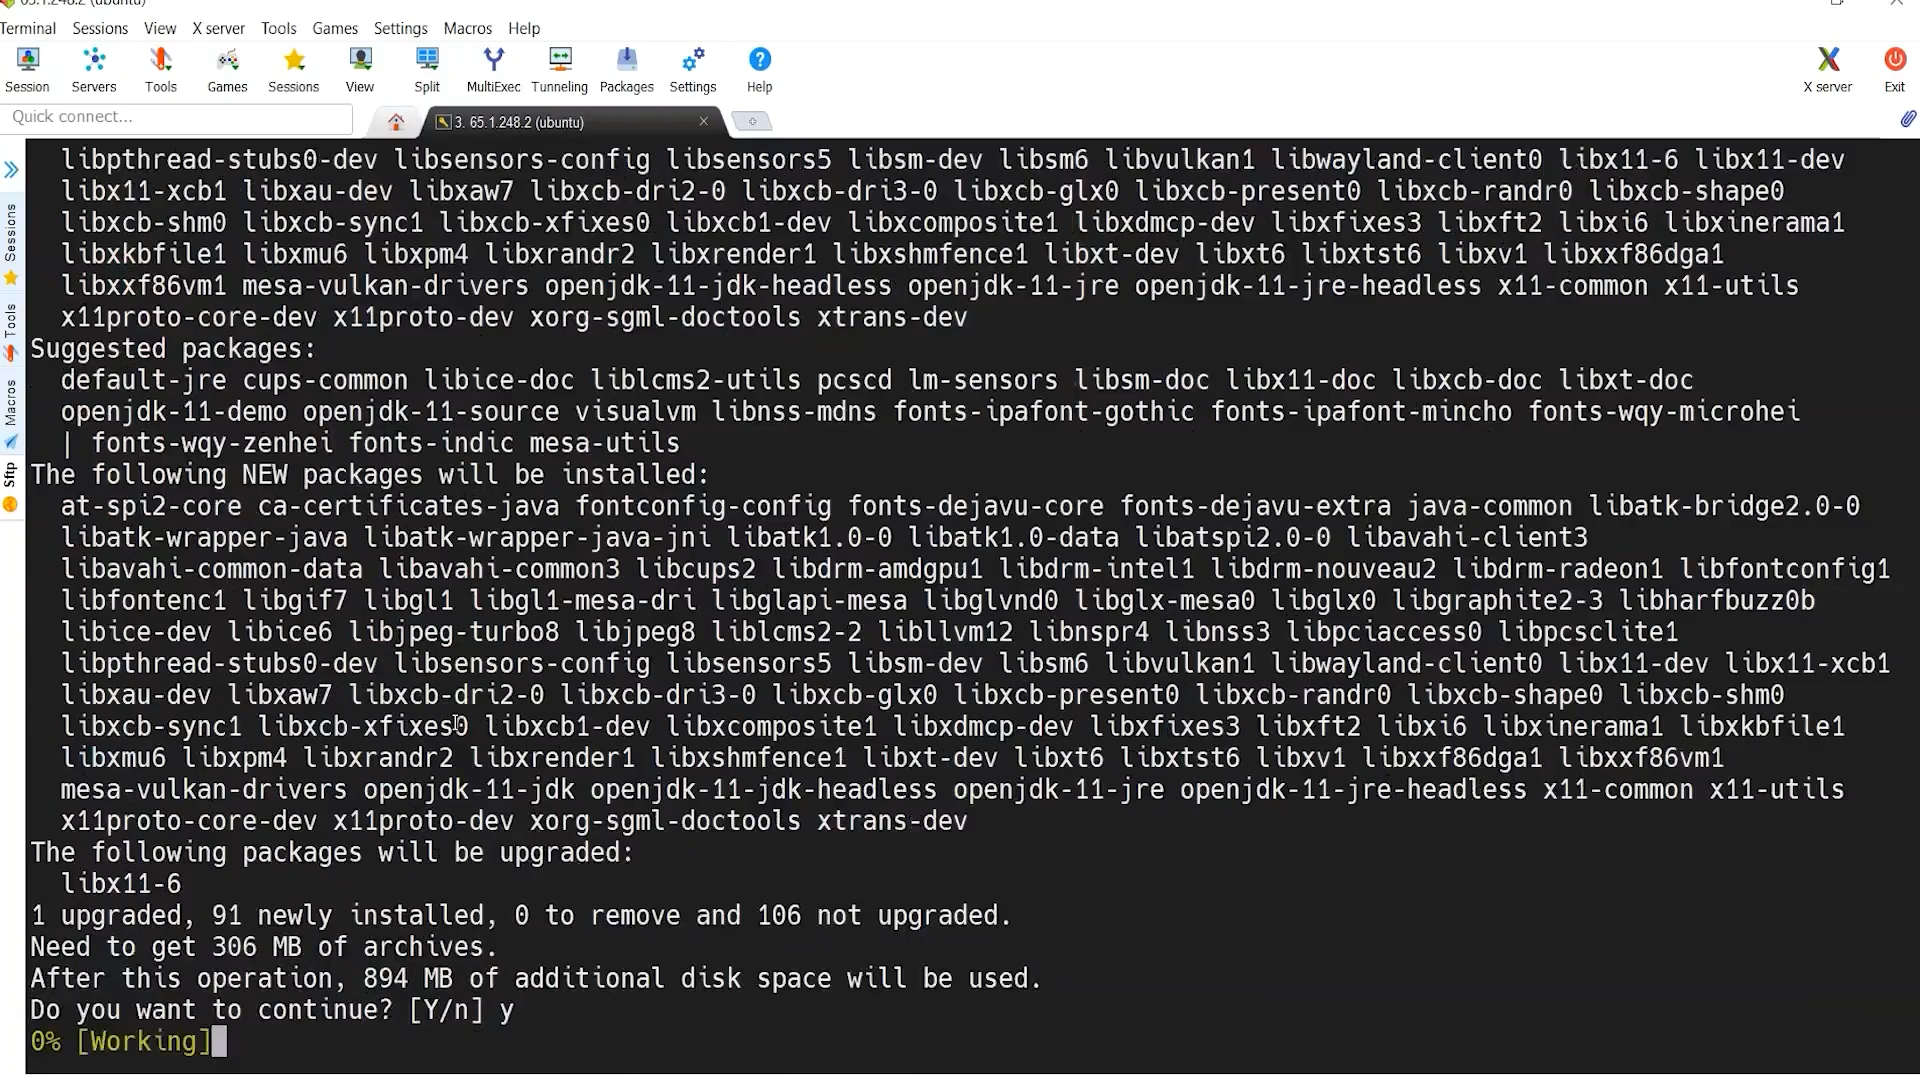 Terminal Sessions View X server Tools Games Settings Macros Help
Session Servers Tools Games Sessions View Split MultiExec Tunneling Packages Settings Help X server Exit
Quick connect...
3. 65.1.248.2 (ubuntu)
Sessions
Tools
Macros
Sftp
libpthread-stubs0-dev libsensors-config libsensors5 libsm-dev libsm6 libvulkan1 libwayland-client0 libx11-6 libx11-dev
libx11-xcb1 libxau-dev libxaw7 libxcb-dri2-0 libxcb-dri3-0 libxcb-glx0 libxcb-present0 libxcb-randr0 libxcb-shape0
libxcb-shm0 libxcb-sync1 libxcb-xfixes0 libxcb1-dev libxcomposite1 libxdmcp-dev libxfixes3 libxft2 libxi6 libxinerama1
libxkbfile1 libxmu6 libxpm4 libxrandr2 libxrender1 libxshmfence1 libxt-dev libxt6 libxtst6 libxv1 libxxf86dga1
libxxf86vm1 mesa-vulkan-drivers openjdk-11-jdk-headless openjdk-11-jre openjdk-11-jre-headless x11-common x11-utils
x11proto-core-dev x11proto-dev xorg-sgml-doctools xtrans-dev
Suggested packages:
default-jre cups-common libice-doc liblcms2-utils pcscd lm-sensors libsm-doc libx11-doc libxcb-doc libxt-doc
openjdk-11-demo openjdk-11-source visualvm libnss-mdns fonts-ipafont-gothic fonts-ipafont-mincho fonts-wqy-microhei
| fonts-wqy-zenhei fonts-indic mesa-utils
The following NEW packages will be installed:
at-spi2-core ca-certificates-java fontconfig-config fonts-dejavu-core fonts-dejavu-extra java-common libatk-bridge2.0-0
libatk-wrapper-java libatk-wrapper-java-jni libatk1.0-0 libatk1.0-data libatspi2.0-0 libavahi-client3
libavahi-common-data libavahi-common3 libcups2 libdrm-amdgpu1 libdrm-intel1 libdrm-nouveau2 libdrm-radeon1 libfontconfig1
libfontenc1 libgif7 libgl1 libgl1-mesa-dri libglapi-mesa libglvnd0 libglx-mesa0 libglx0 libgraphite2-3 libharfbuzz0b
libice-dev libice6 libjpeg-turbo8 libjpeg8 liblcms2-2 libllvm12 libnspr4 libnss3 libpciaccess0 libpcsclite1
libpthread-stubs0-dev libsensors-config libsensors5 libsm-dev libsm6 libvulkan1 libwayland-client0 libx11-dev libx11-xcb1
libxau-dev libxaw7 libxcb-dri2-0 libxcb-dri3-0 libxcb-glx0 libxcb-present0 libxcb-randr0 libxcb-shape0 libxcb-shm0
libxcb-sync1 libxcb-xfixes0 libxcb1-dev libxcomposite1 libxdmcp-dev libxfixes3 libxft2 libxi6 libxinerama1 libxkbfile1
libxmu6 libxpm4 libxrandr2 libxrender1 libxshmfence1 libxt-dev libxt6 libxtst6 libxv1 libxxf86dga1 libxxf86vm1
mesa-vulkan-drivers openjdk-11-jdk openjdk-11-jdk-headless openjdk-11-jre openjdk-11-jre-headless x11-common x11-utils
x11proto-core-dev x11proto-dev xorg-sgml-doctools xtrans-dev
The following packages will be upgraded:
libx11-6
1 upgraded, 91 newly installed, 0 to remove and 106 not upgraded.
Need to get 306 MB of archives.
After this operation, 894 MB of additional disk space will be used.
Do you want to continue? [Y/n] y
0% [Working]